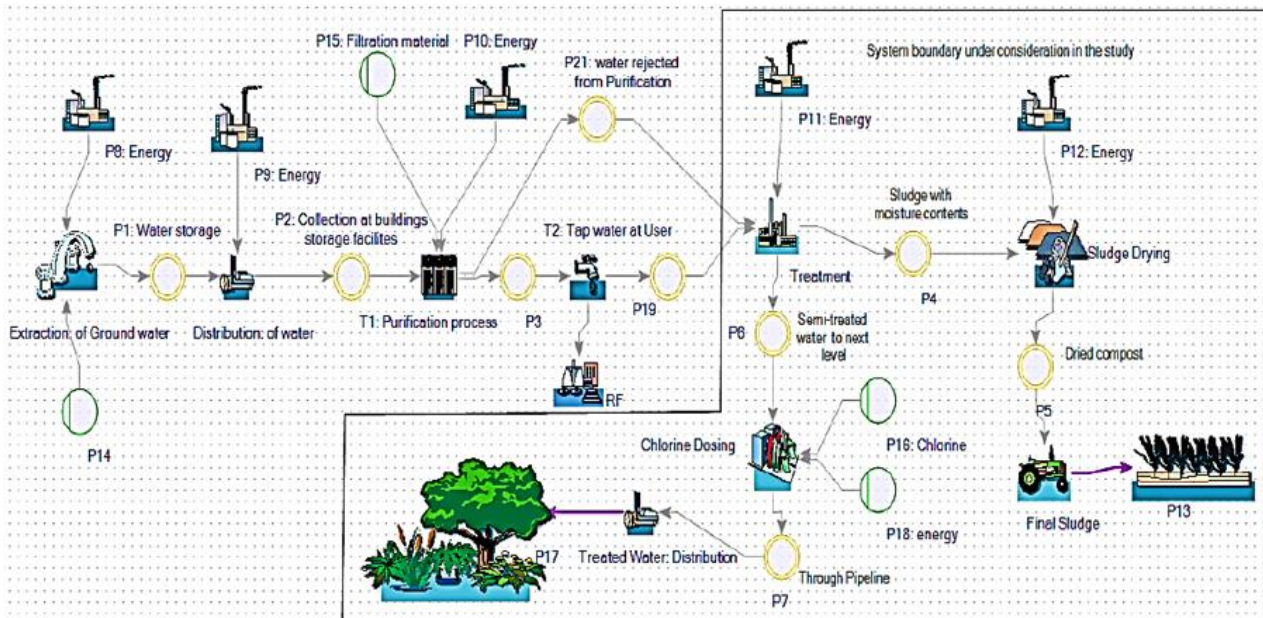 P15: Filtration material
P10: Energy
P21: water rejected
from Purification
System boundary under consideration in the study
P8: Energy
P9: Energy
P11: Energy
P12: Energy
P1: Water storage
P2: Collection at buildings
storage facilites
T2: Tap water at User
Sludge with
moisture contents
Sludge Drying
Extraction: of Ground water
Distribution: of water
T1: Purification process
P3
P19
Treatment
P4
P6
Semi-treated
water to next
level
Dried compost
RF
P5
P14
Chlorine Dosing
P16: Chlorine
P18: energy
Final Sludge
P13
P17
Treated Water: Distribution
Through Pipeline
P7